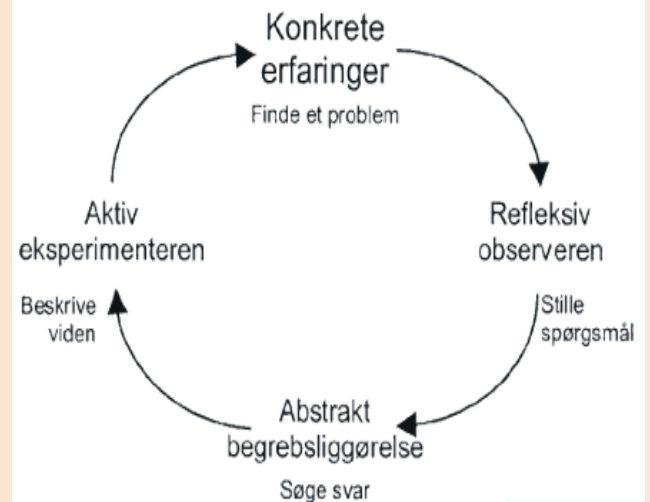 Konkrete
erfaringer
Finde et problem
Refleksiv
observeren
Stille
spørgsmål
Abstrakt
begrebsliggørelse
Søge svar
Aktiv
eksperimenteren
Beskrive
viden